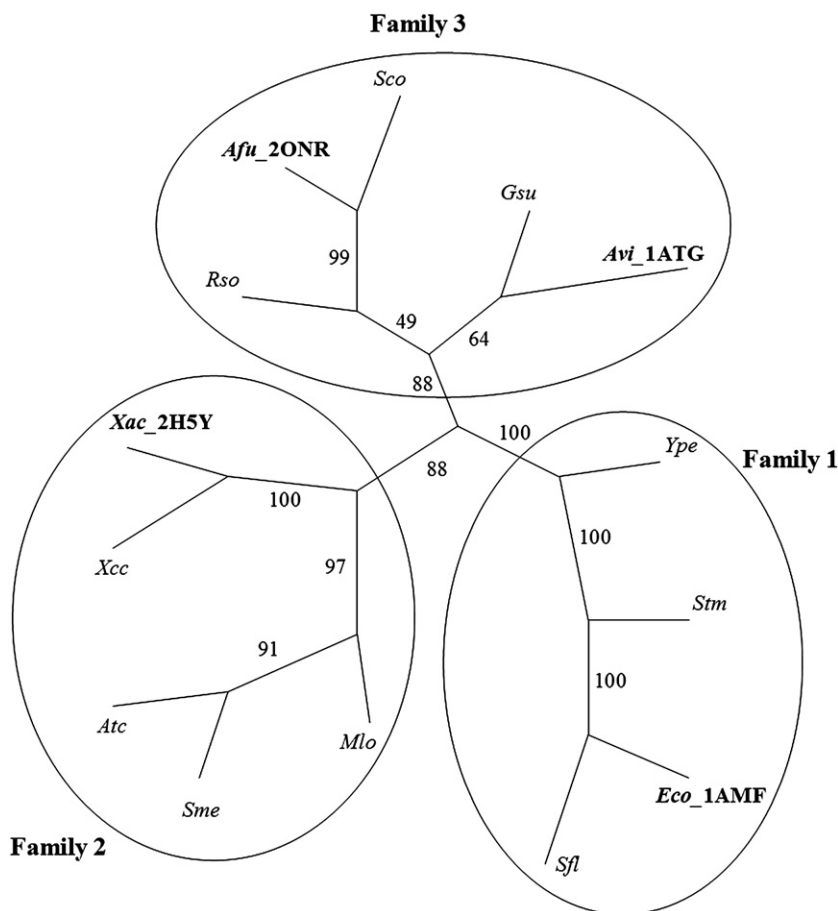 Family 3
Sco
Afu_2ONR
Gsu
Avi_1ATG
99
Rso
49
64
88
Xac_2H5Y
100
Ype
Family 1
88
100
100
Xcc
97
Stm
91
100
Atc
Mlo
Sme
Eco_1AMF
Family 2
Sfl